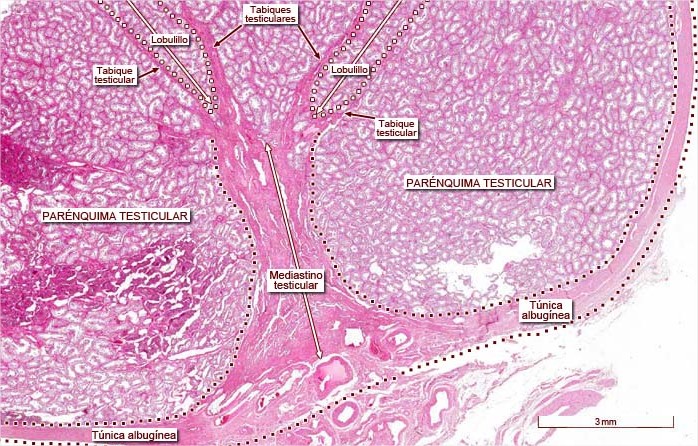 Tabiques
testiculares
Lobulillo
Lobulillo
Tabique
testicular
Tabique
testicular
PARÉNQUIMA TESTICULAR
PARÉNQUIMA TESTICULAR
Mediastino
testicular
Túnica
albugínea
3 mm
Túnica albugínea